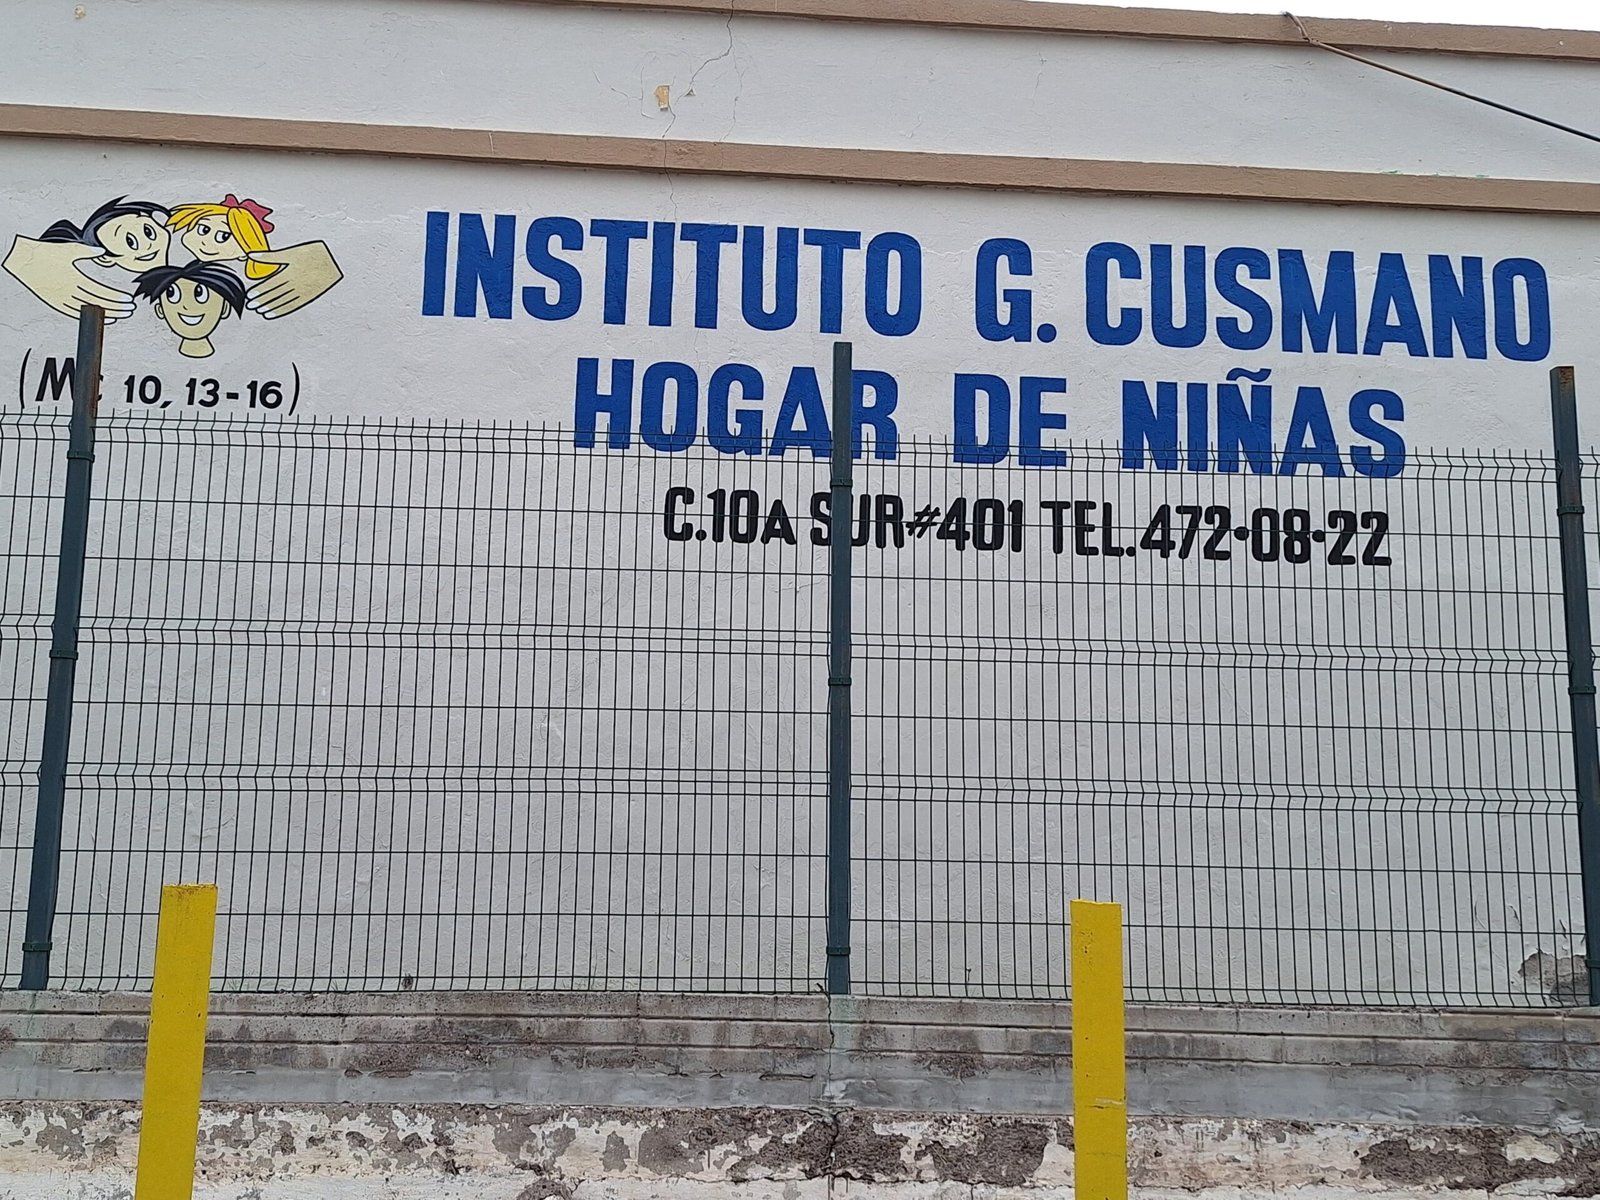 INSTITUTO G. CUSMANO
HOGAR DE NIÑAS
C.10A SUR #401 TEL.472-08-22
(Mc 10, 13-16)